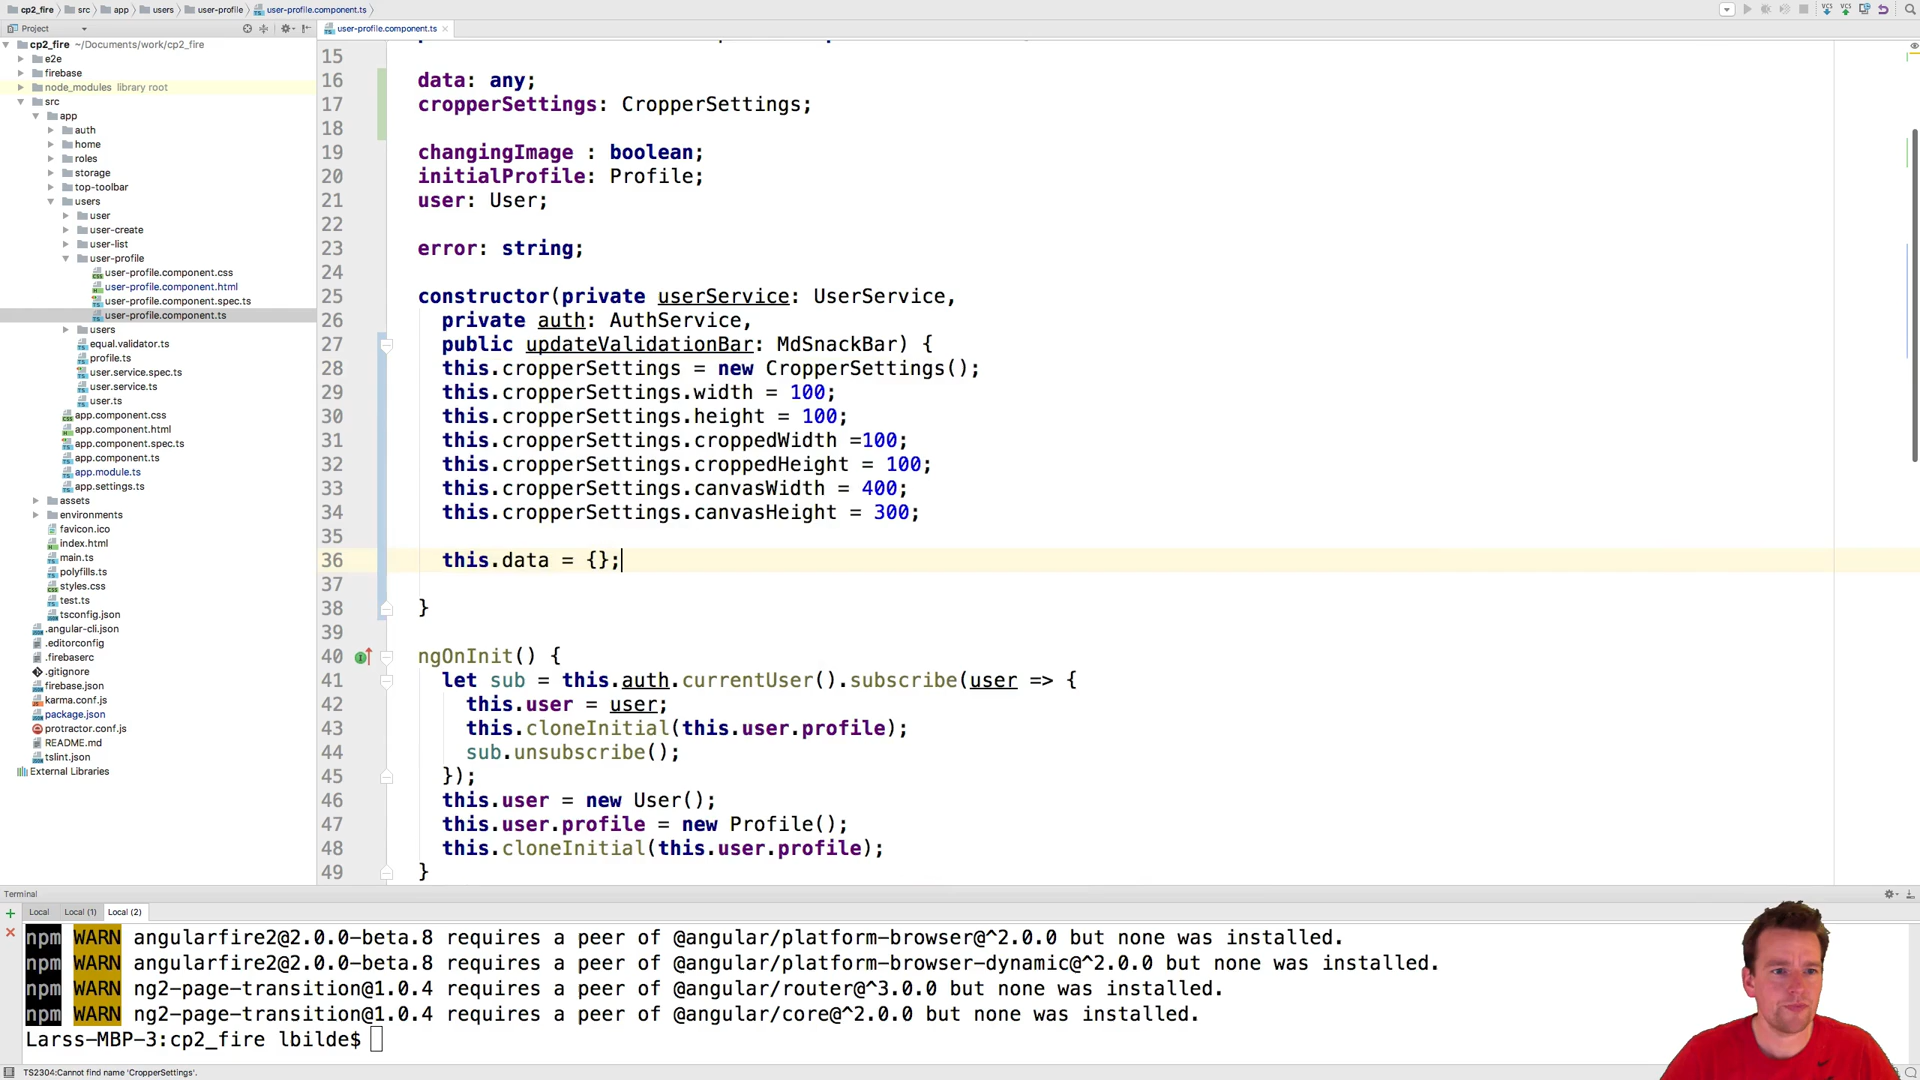 cp2_fire src app users user-profile user-profile.component.ts
Project
user-profile.component.ts
cp2_fire ~/Documents/work/cp2_fire
e2e
firebase
node_modules library root
src
app
auth
home
roles
storage
top-toolbar
users
user
user-create
user-list
user-profile
user-profile.component.css
user-profile.component.html
user-profile.component.spec.ts
user-profile.component.ts
users
equal.validator.ts
profile.ts
user.service.spec.ts
user.service.ts
user.ts
app.component.css
app.component.html
app.component.spec.ts
app.component.ts
app.module.ts
app.settings.ts
assets
environments
favicon.ico
index.html
main.ts
polyfills.ts
styles.css
test.ts
tsconfig.json
.angular-cli.json
.editorconfig
.firebaserc
.gitignore
firebase.json
karma.conf.js
package.json
protractor.conf.js
README.md
tslint.json
External Libraries
15
16 data: any;
17 cropperSettings: CropperSettings;
18
19 changingImage : boolean;
20 initialProfile: Profile;
21 user: User;
22
23 error: string;
24
25 constructor(private userService: UserService,
26 private auth: AuthService,
27 public updateValidationBar: MdSnackBar) {
28 this.cropperSettings = new CropperSettings();
29 this.cropperSettings.width = 100;
30 this.cropperSettings.height = 100;
31 this.cropperSettings.croppedWidth =100;
32 this.cropperSettings.croppedHeight = 100;
33 this.cropperSettings.canvasWidth = 400;
34 this.cropperSettings.canvasHeight = 300;
35
36 this.data = {};
37
38 }
39
40 ngOnInit() {
41 let sub = this.auth.currentUser().subscribe(user => {
42 this.user = user;
43 this.cloneInitial(this.user.profile);
44 sub.unsubscribe();
45 });
46 this.user = new User();
47 this.user.profile = new Profile();
48 this.cloneInitial(this.user.profile);
49 }
Terminal
Local Local (1) Local (2)
npm WARN angularfire2@2.0.0-beta.8 requires a peer of @angular/platform-browser@^2.0.0 but none was installed.
npm WARN angularfire2@2.0.0-beta.8 requires a peer of @angular/platform-browser-dynamic@^2.0.0 but none was installed.
npm WARN ng2-page-transition@1.0.4 requires a peer of @angular/router@^3.0.0 but none was installed.
npm WARN ng2-page-transition@1.0.4 requires a peer of @angular/core@^2.0.0 but none was installed.
Larss-MBP-3:cp2_fire lbilde$
TS2304:Cannot find name 'CropperSettings'.